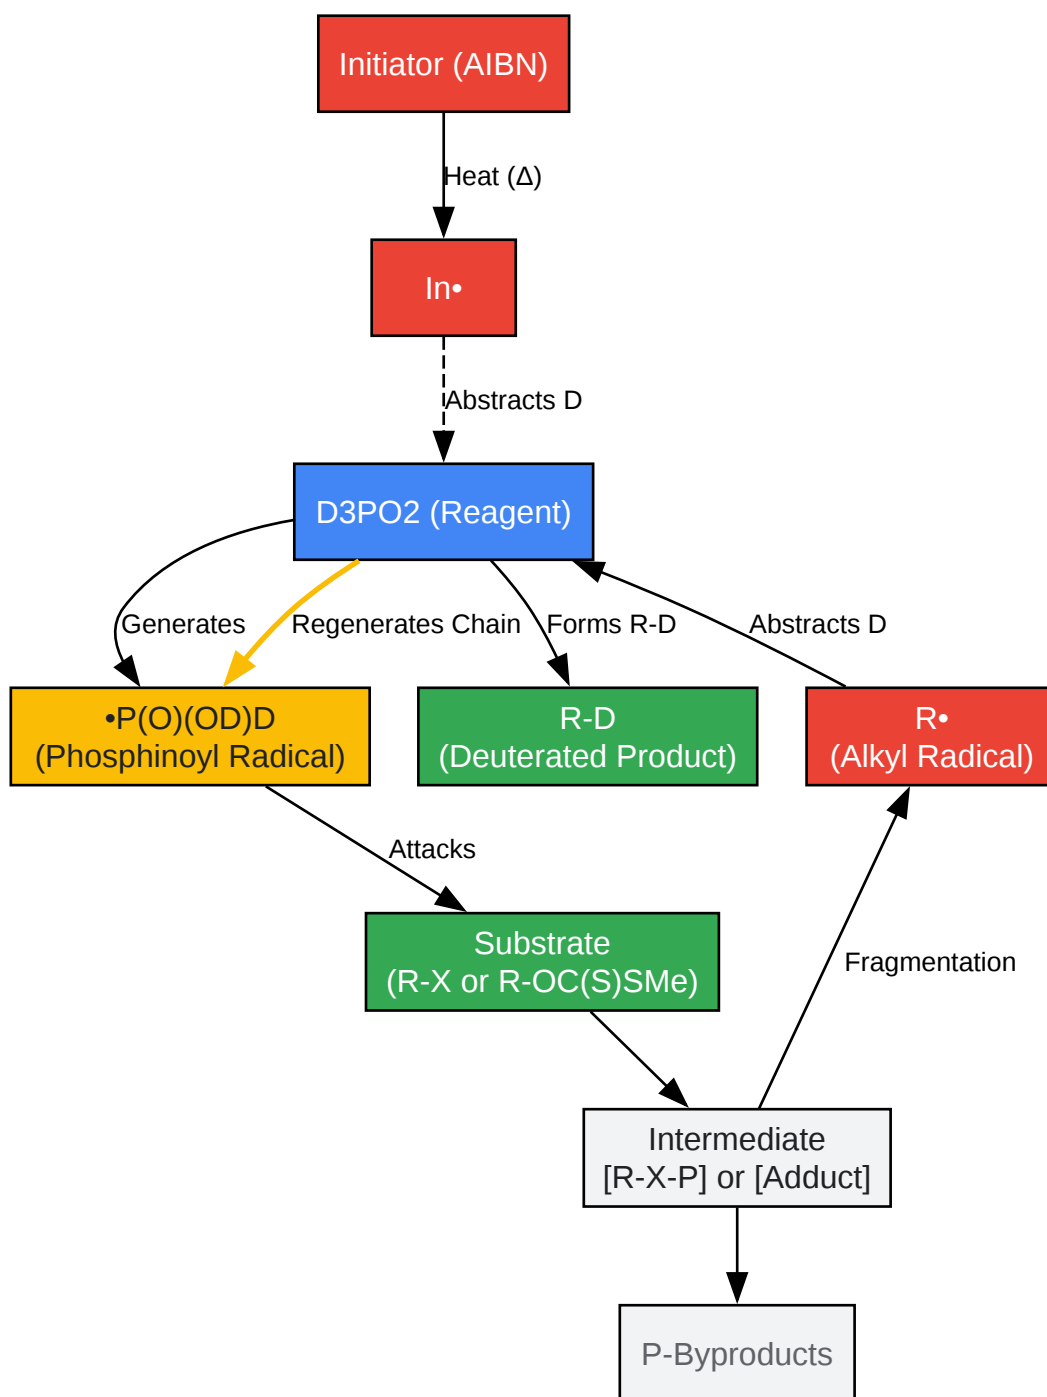 Initiator (AIBN)
Heat (Δ)
In•
Abstracts D
D3PO2 (Reagent)
Generates
Regenerates Chain
Forms R-D
Abstracts D
•P(O)(OD)D
(Phosphinoyl Radical)
R-D
(Deuterated Product)
R•
(Alkyl Radical)
Attacks
Substrate
(R-X or R-OC(S)SMe)
Fragmentation
Intermediate
[R-X-P] or [Adduct]
P-Byproducts